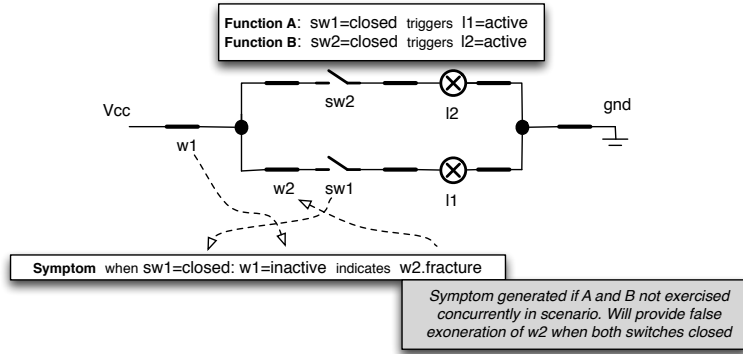 Function A: sw1=closed triggers l1=active
Function B: sw2=closed triggers l2=active
sw2
l2
Vcc
gnd
w1
w2
sw1
l1
Symptom when sw1=closed: w1=inactive indicates w2.fracture
Symptom generated if A and B not exercised
concurrently in scenario. Will provide false
exoneration of w2 when both switches closed